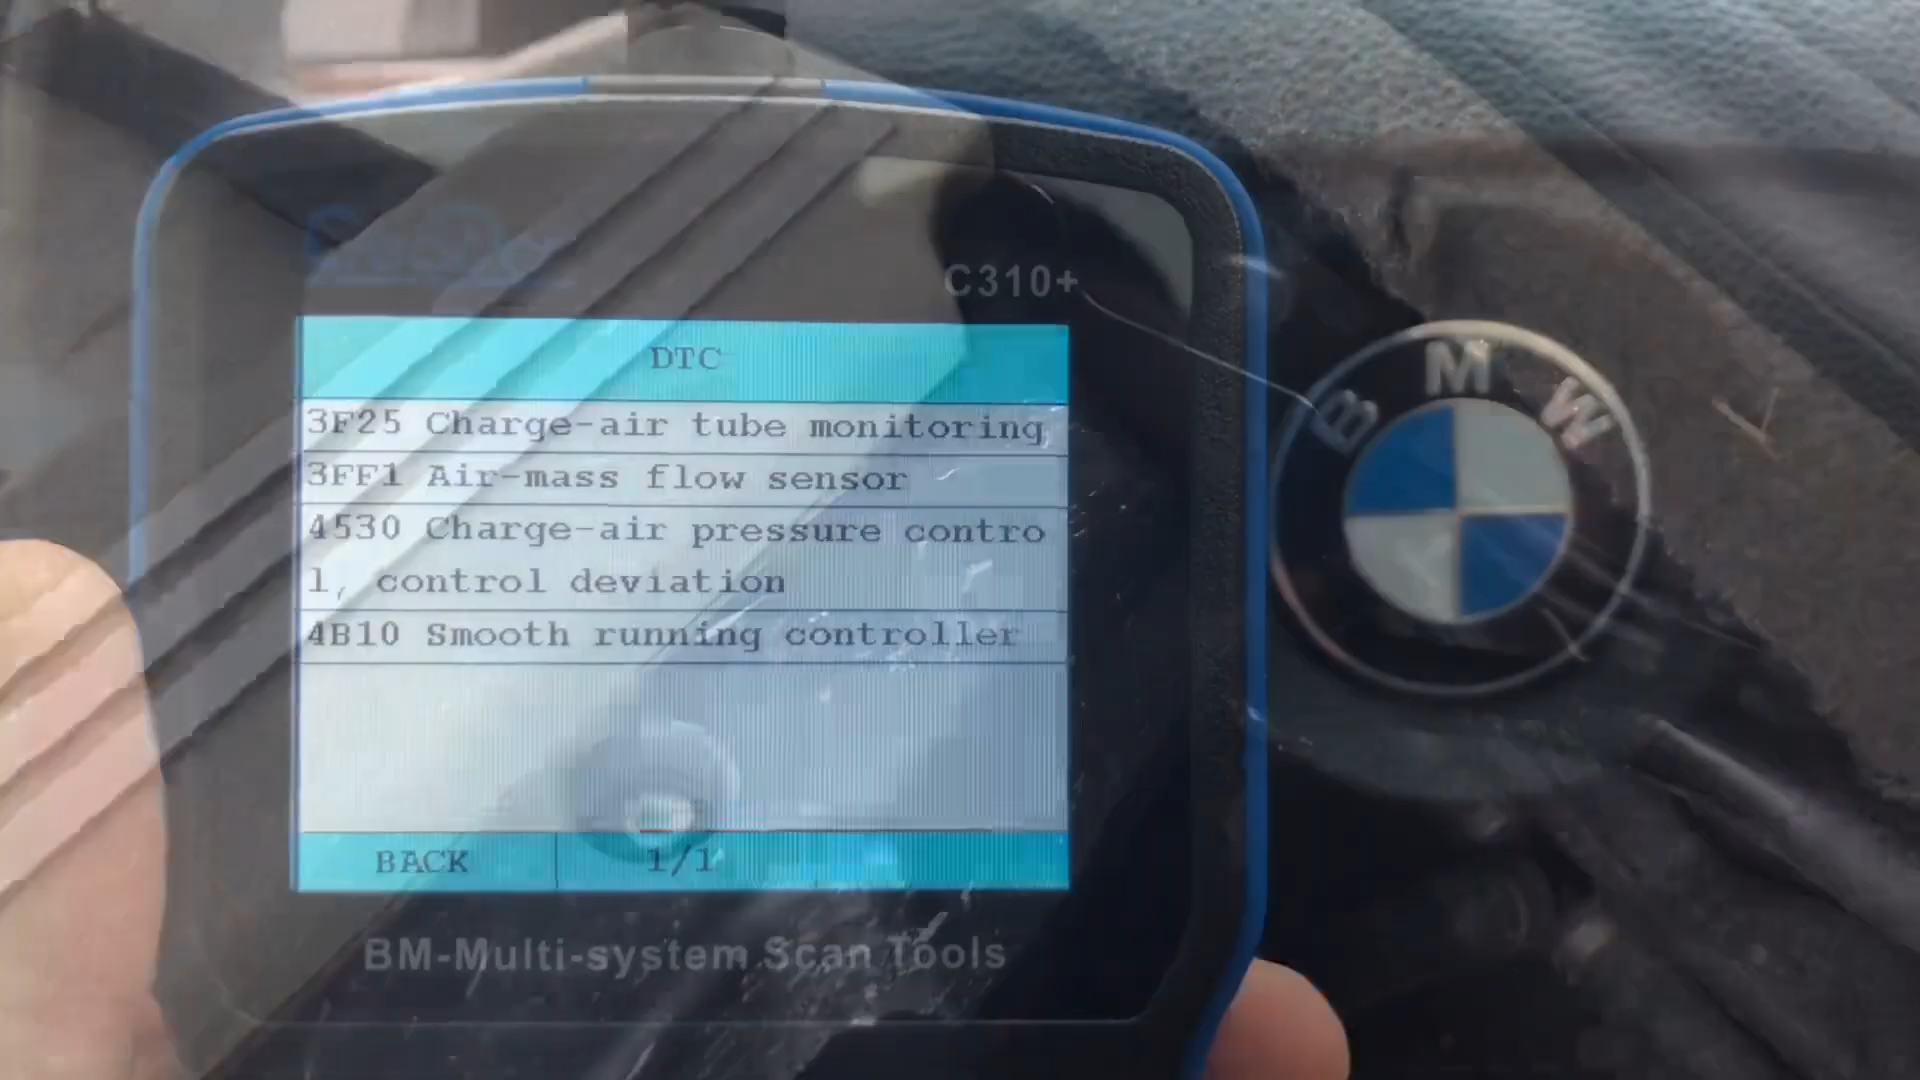 C310+
DTC
3F25 Charge-air tube monitoring
3FF1 Air-mass flow sensor
4530 Charge-air pressure contro
l, control deviation
4B10 Smooth running controller
BACK 1/1
BM-Multi-system Scan Tools
BMW